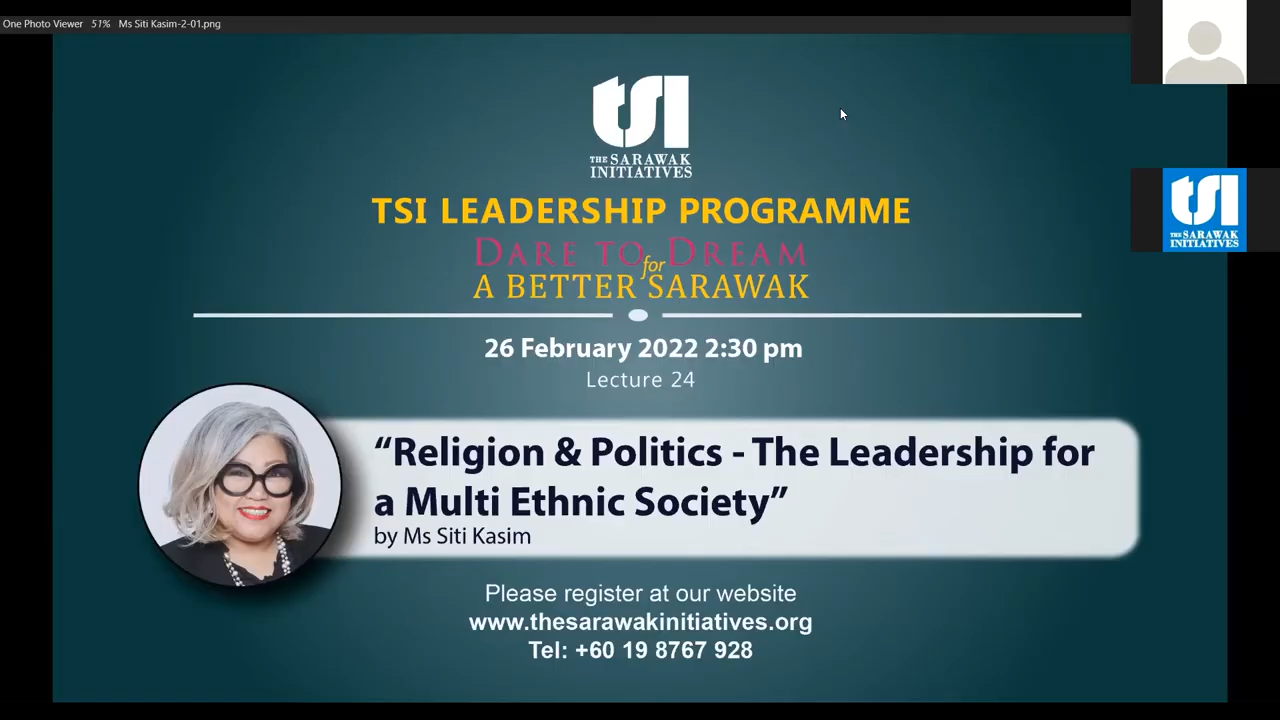 One Photo Viewer 51% Ms Siti Kasim-2-01.png
tSI
THE SARAWAK
INITIATIVES
TSI LEADERSHIP PROGRAMME
DARE TO DREAM
for
A BETTER SARAWAK
26 February 2022 2:30 pm
Lecture 24
“Religion & Politics - The Leadership for
a Multi Ethnic Society”
by Ms Siti Kasim
Please register at our website
www.thesarawakinitiatives.org
Tel: +60 19 8767 928
tSI
THE SARAWAK
INITIATIVES